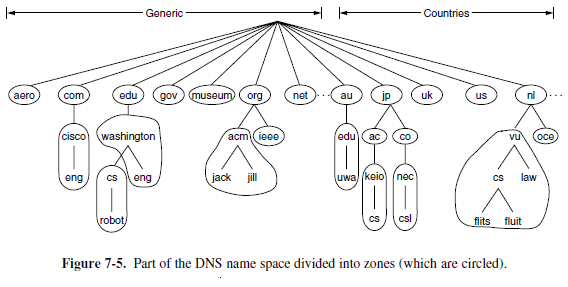 Generic Countries
aero com edu gov museum org net ··· au jp uk us nl ···
cisco washington acm ieee edu ac co vu oce
eng cs eng jack jill uwa keio nec cs law
robot cs csl flits fluit
Figure 7-5. Part of the DNS name space divided into zones (which are circled).